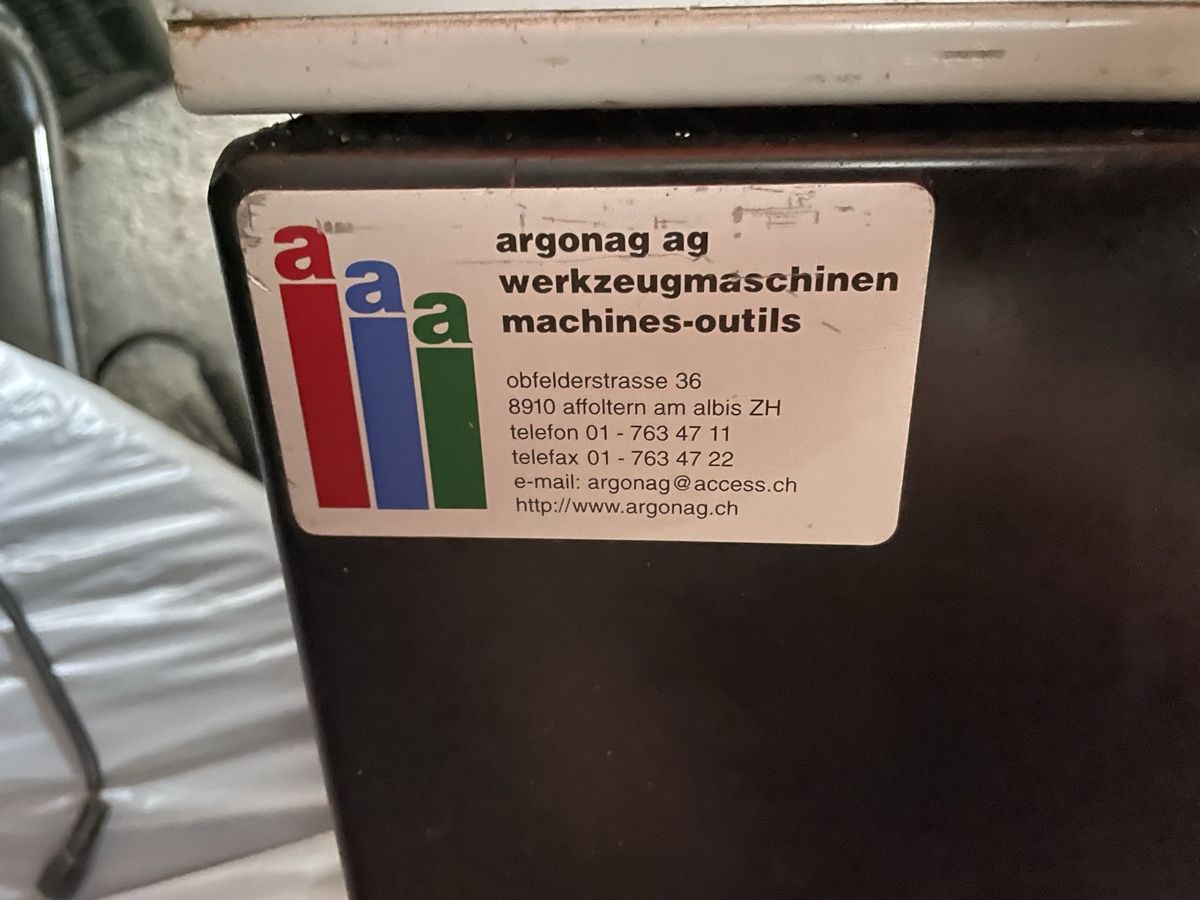 a a a
argonag ag
werkzeugmaschinen
machines-outils
obfelderstrasse 36
8910 affoltern am albis ZH
telefon 01 - 763 47 11
telefax 01 - 763 47 22
e-mail: argonag@access.ch
http://www.argonag.ch